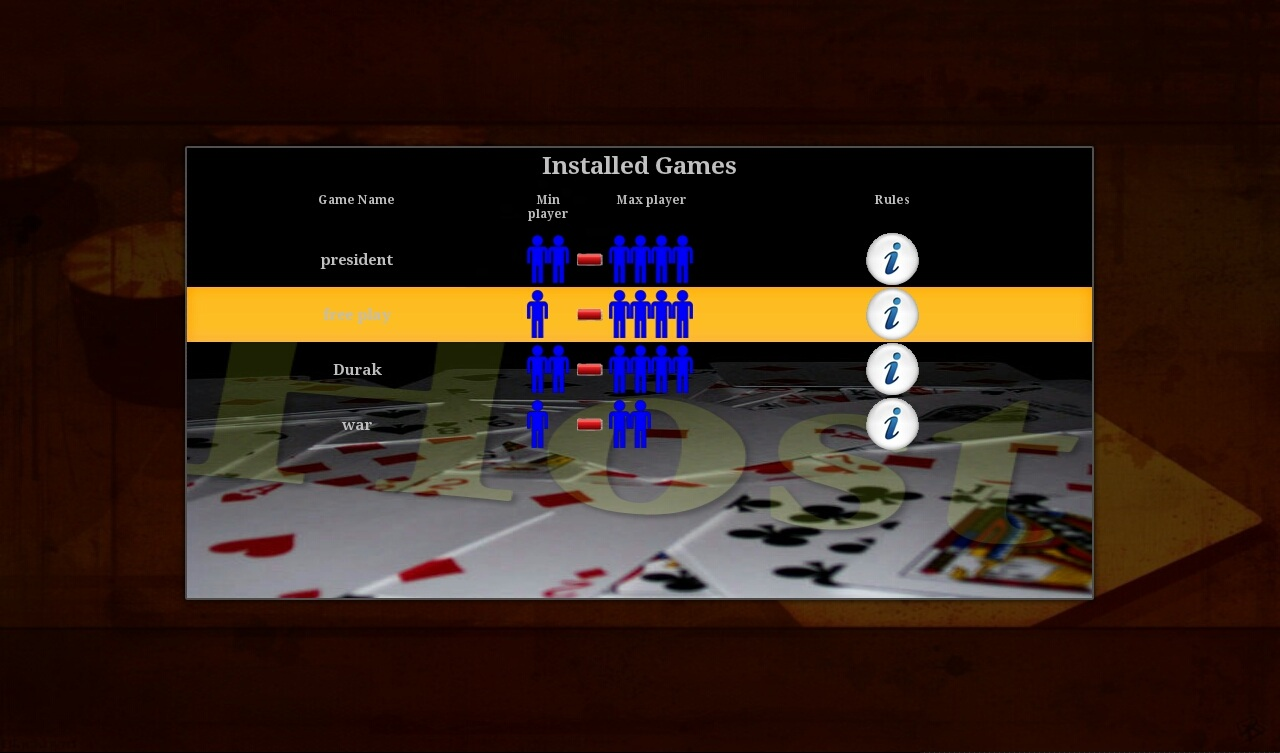 Installed Games
Game Name Min player Max player Rules
president
free play
Durak
war
Host